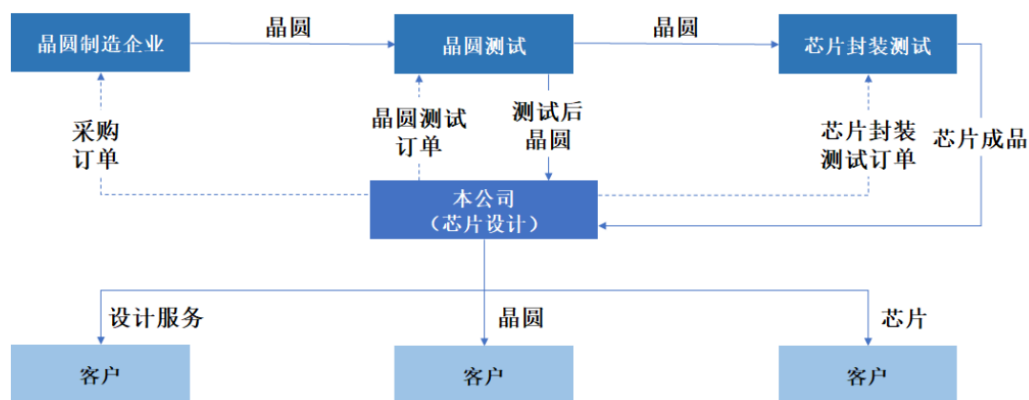 晶圆制造企业
晶圆
晶圆测试
晶圆
芯片封装测试
采购
订单
晶圆测试
订单
测试后
晶圆
芯片封装
测试订单
芯片成品
本公司
（芯片设计）
设计服务
晶圆
芯片
客户
客户
客户